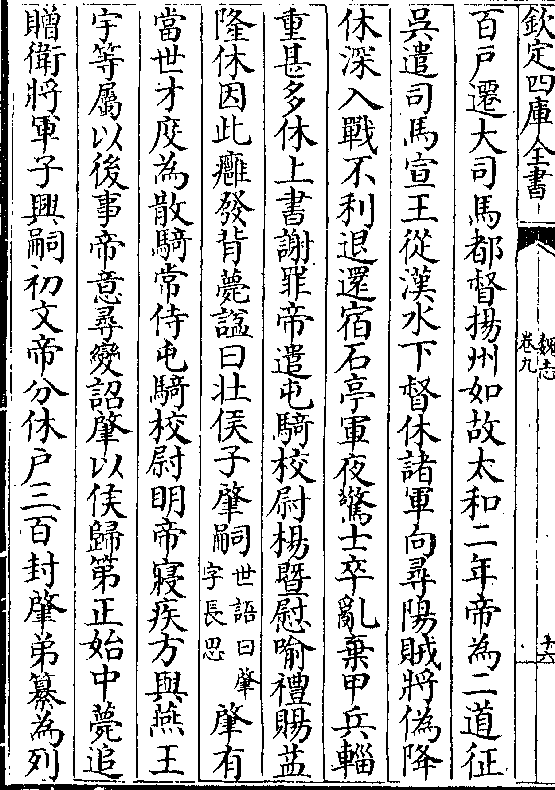 欽定四庫全書
魏志
卷九
十六
百戸遷大司馬都督揚州如故太和二年帝為二道征
吳遣司馬宣王從漢水下督休諸軍向尋陽賊將偽降
休深入戰不利退還宿石亭軍夜驚士卒亂棄甲兵輜
重甚多休上書謝罪帝遣屯騎校尉楊暨慰喻禮賜益
隆休因此癰發背薨諡曰壮侯子肇嗣世語曰肇字長思肇有
當世才度為散騎常侍屯騎校尉明帝寢疾方與燕王
宇等屬以後事帝意尋變詔肇以侯歸第正始中薨追
贈衛將軍子興嗣初文帝分休户三百封肇弟纂為列